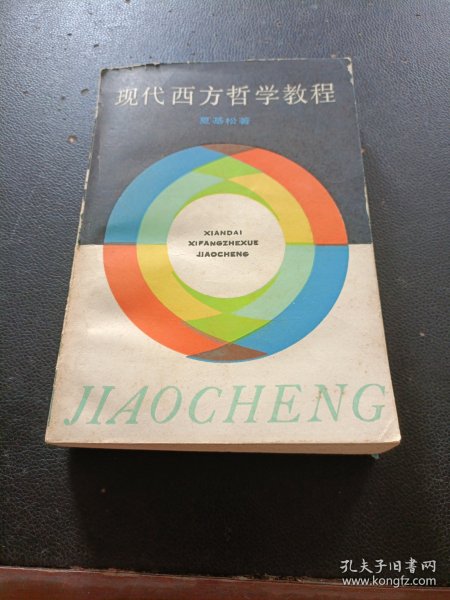 现代西方哲学教程
夏基松著
XIANDAI
XIFANGZHEXUE
JIAOCHENG
JIAOCHENG
孔夫子旧书网
www.kongfz.com